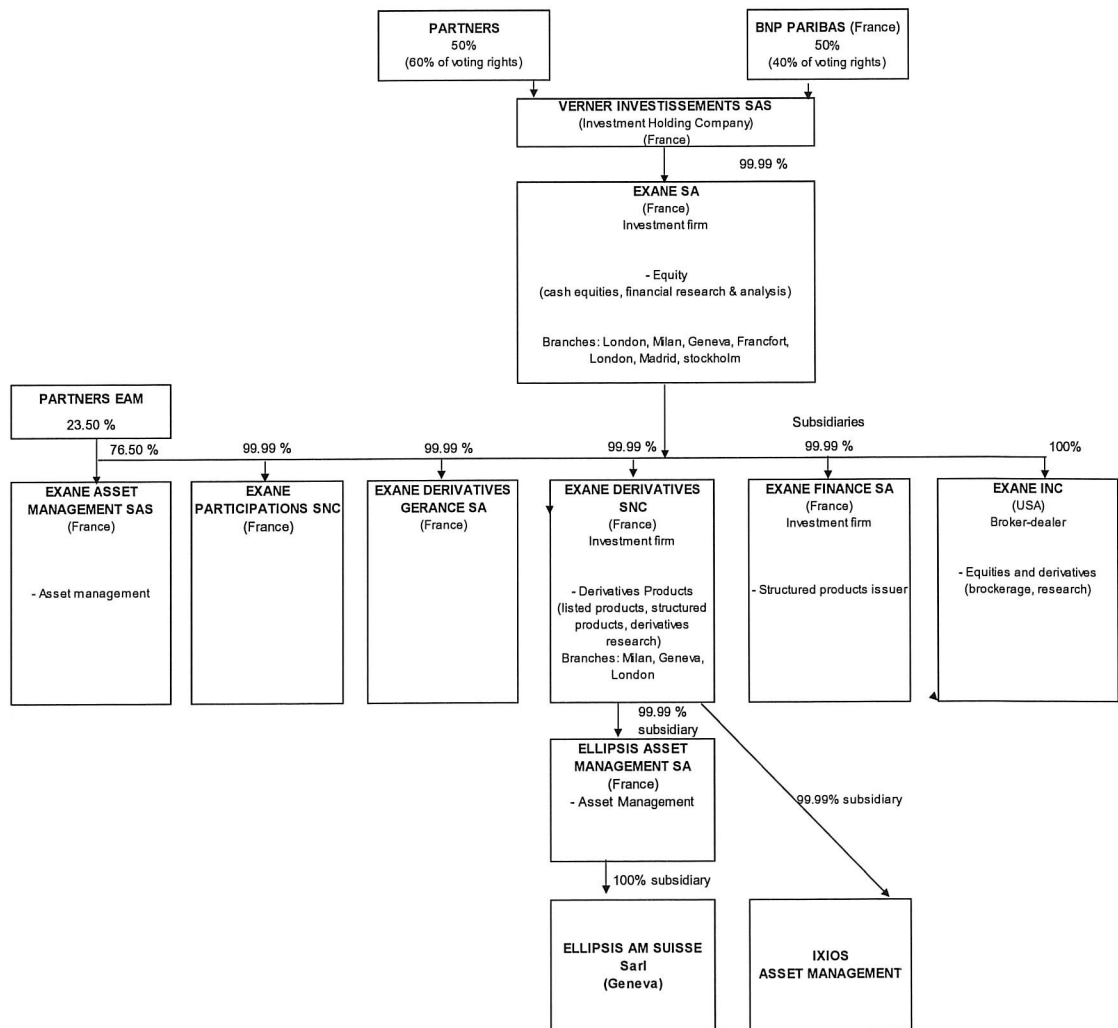 PARTNERS
50%
(60% of voting rights)
BNP PARIBAS (France)
50%
(40% of voting rights)
VERNER INVESTISSEMENTS SAS
(Investment Holding Company)
(France)
99.99 %
EXANE SA
(France)
Investment firm
- Equity
(cash equities, financial research & analysis)
Branches: London, Milan, Geneva, Francfort,
London, Madrid, stockholm
PARTNERS EAM
23.50 %
Subsidiaries
76.50 %
99.99 %
99.99 %
99.99 %
99.99 %
100%
EXANE ASSET
MANAGEMENT SAS
(France)
- Asset management
EXANE
PARTICIPATIONS SNC
(France)
EXANE DERIVATIVES
GERANCE SA
(France)
EXANE DERIVATIVES
SNC
(France)
Investment firm
- Derivatives Products
(listed products, structured
products, derivatives
research)
Branches: Milan, Geneva,
London
EXANE FINANCE SA
(France)
Investment firm
- Structured products issuer
EXANE INC
(USA)
Broker-dealer
- Equities and derivatives
(brockerage, research)
99.99 %
subsidiary
ELLIPSIS ASSET
MANAGEMENT SA
(France)
- Asset Management
99.99% subsidiary
100% subsidiary
ELLIPSIS AM SUISSE
Sarl
(Geneva)
IXIOS
ASSET MANAGEMENT